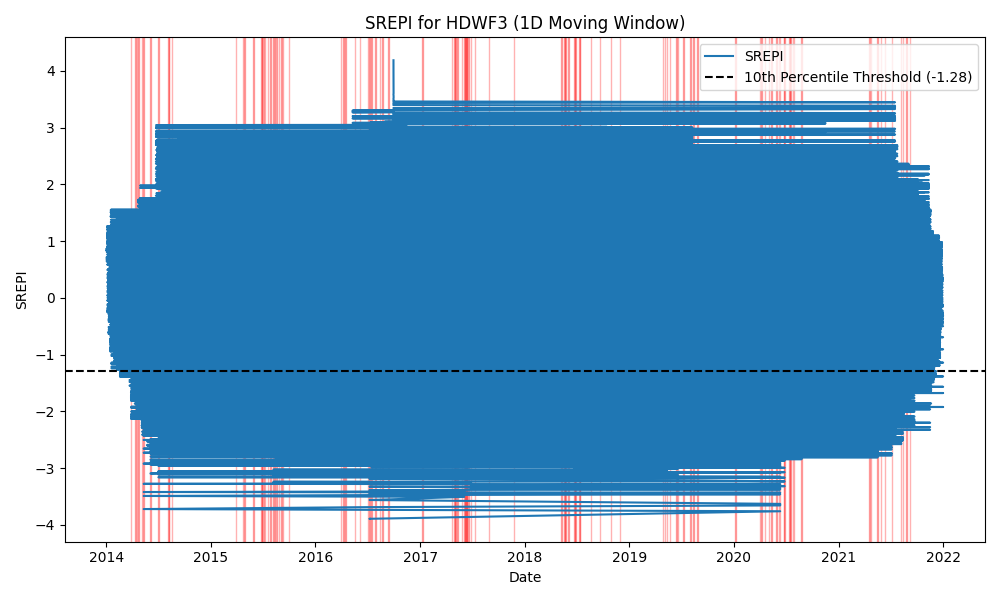 SREPI for HDWF3 (1D Moving Window)
SREPI
10th Percentile Threshold (-1.28)
SREPI
4
3
2
1
0
−1
−2
−3
−4
2014 2015 2016 2017 2018 2019 2020 2021 2022
Date